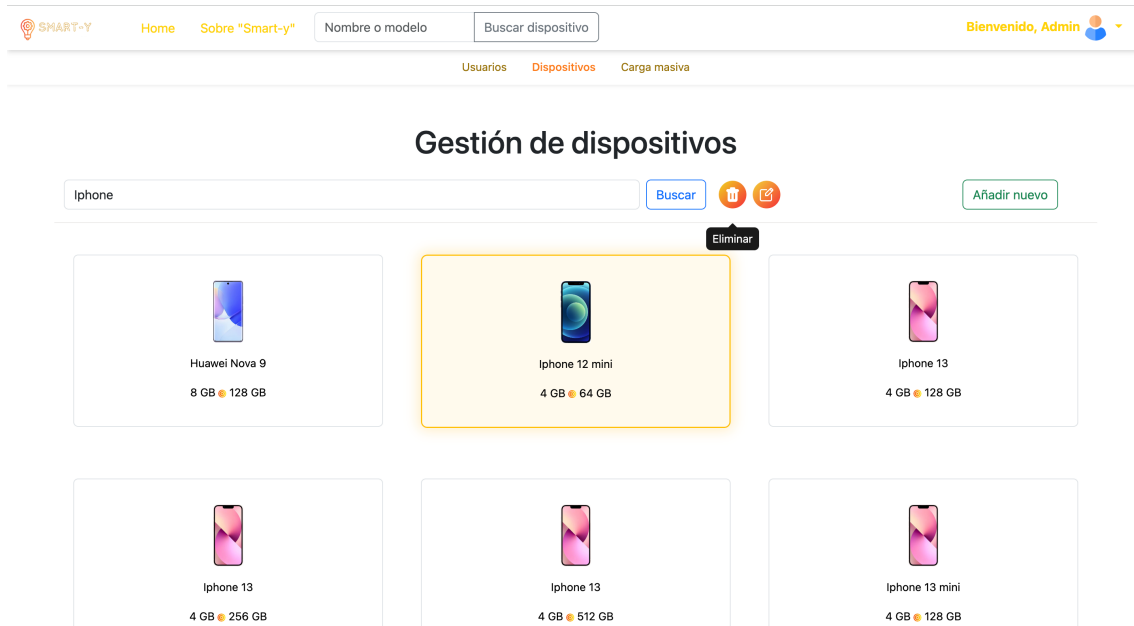 SMART-Y Home Sobre "Smart-y" Nombre o modelo Buscar dispositivo Bienvenido, Admin
Usuarios Dispositivos Carga masiva
Gestión de dispositivos
Iphone Buscar Añadir nuevo
Eliminar
Huawei Nova 9 Iphone 12 mini Iphone 13
8 GB 128 GB 4 GB 64 GB 4 GB 128 GB
Iphone 13 Iphone 13 Iphone 13 mini
4 GB 256 GB 4 GB 512 GB 4 GB 128 GB